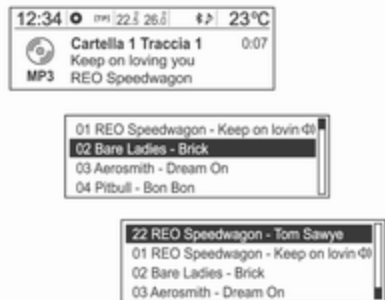 12:34 [TP] 22.5 26.0 23°C
Cartella 1 Traccia 1 0:07
Keep on loving you
MP3 REO Speedwagon
01 REO Speedwagon - Keep on lovin
02 Bare Ladies - Brick
03 Aerosmith - Dream On
04 Pitbull - Bon Bon
22 REO Speedwagon - Tom Sawye
01 REO Speedwagon - Keep on lovin
02 Bare Ladies - Brick
03 Aerosmith - Dream On